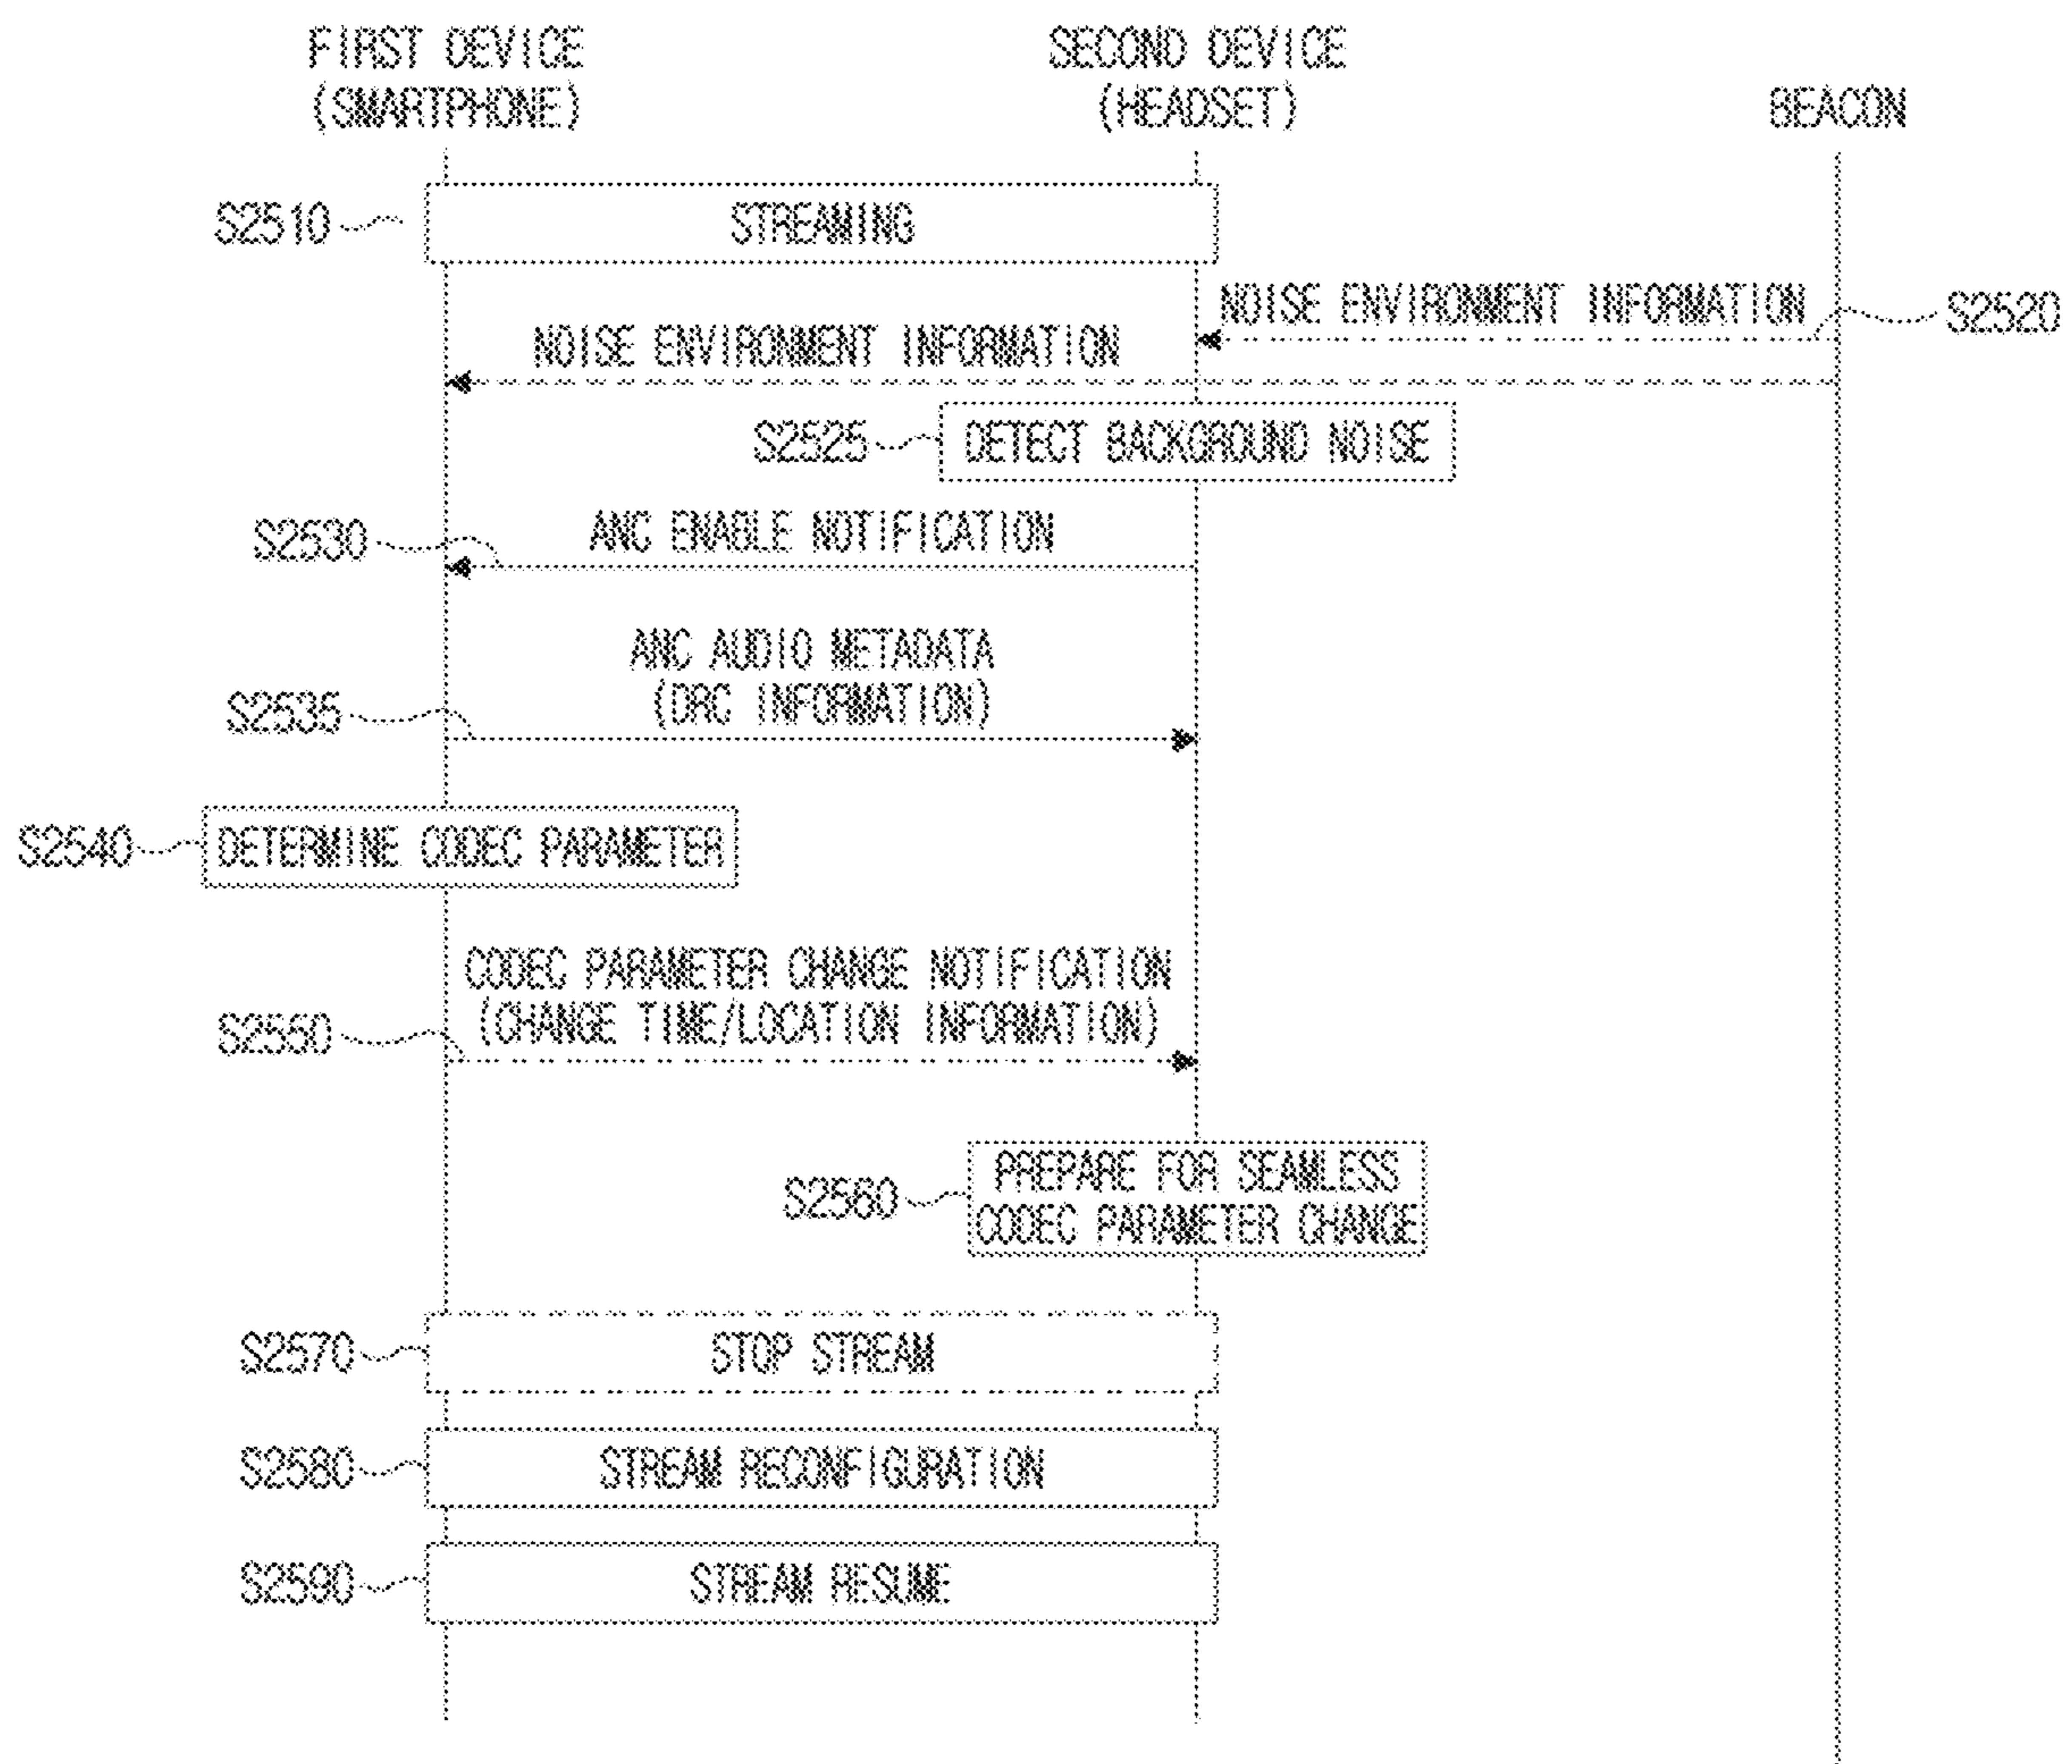 FIRST DEVICE
(SMARTPHONE)
SECOND DEVICE
(HEADSET)
BEACON
S2510
STREAMING
NOISE ENVIRONMENT INFORMATION
S2520
NOISE ENVIRONMENT INFORMATION
S2525
DETECT BACKGROUND NOISE
S2530
ANC ENABLE NOTIFICATION
ANC AUDIO METADATA
(DRC INFORMATION)
S2535
S2540
DETERMINE CODEC PARAMETER
CODEC PARAMETER CHANGE NOTIFICATION
(CHANGE TIME/LOCATION INFORMATION)
S2550
S2560
PREPARE FOR SEAMLESS
CODEC PARAMETER CHANGE
S2570
STOP STREAM
S2580
STREAM RECONFIGURATION
S2590
STREAM RESUME